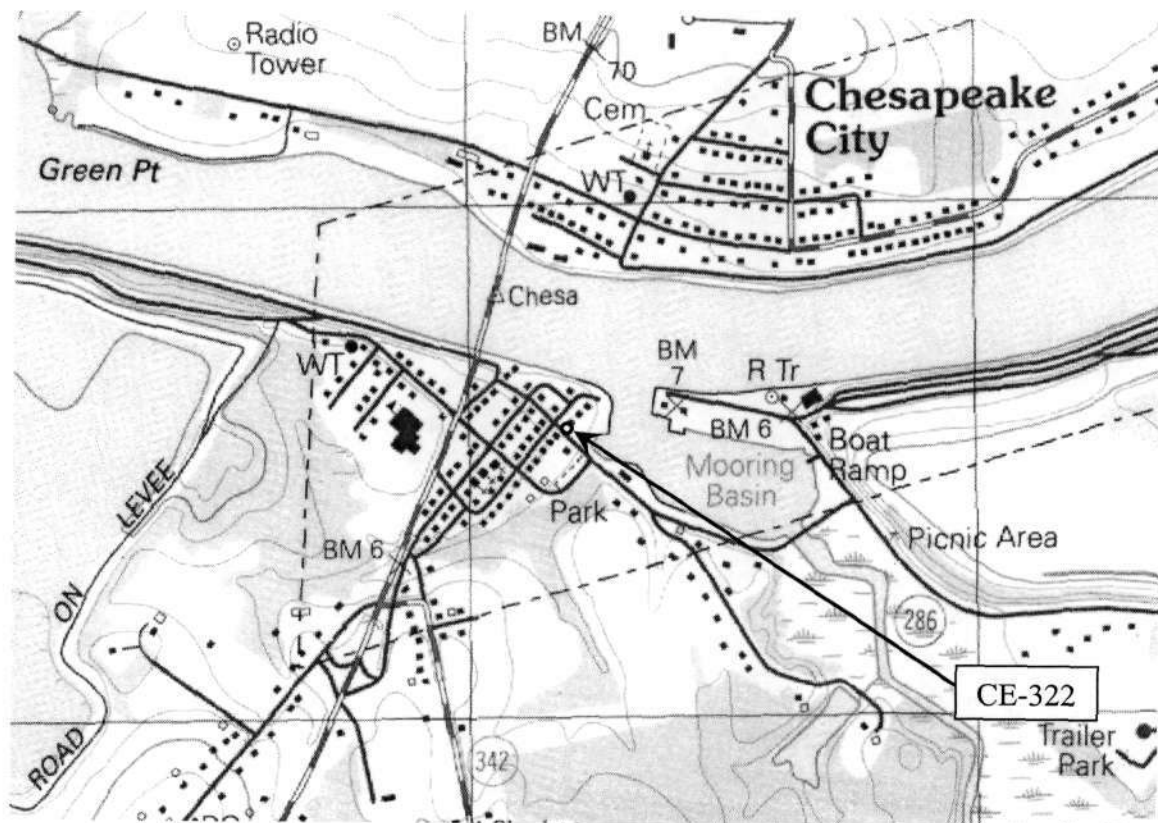 Radio
Tower
BM
70
Cem
Chesapeake
City
Green Pt
WT
Chesa
WT
BM
7
R Tr
BM 6
Boat
Ramp
Mooring
Basin
Park
LEVEE
ON
ROAD
BM 6
Picnic Area
286
CE-322
342
Trailer
Park